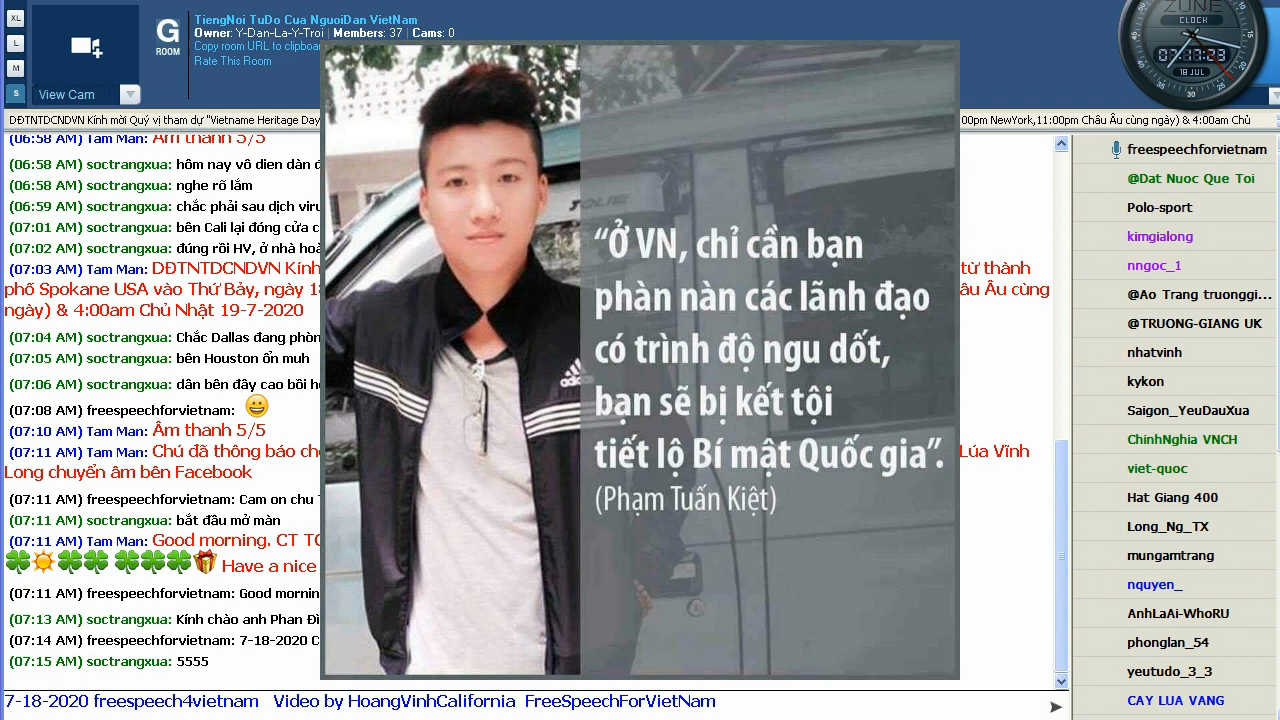 XL
L
M
S
View Cam
G
ROOM
TiengNoi TuDo Cua NguoiDan VietNam
Owner: Y-Dan-La-Y-Troi | Members: 37 | Cams: 0
Copy room URL to clipboa
Rate This Room
ZUNE
CLOCK
18 JUL
DĐTNTDCNDVN Kính mời Quý vị tham dự "Vietname Heritage Day
00pm NewYork,11:00pm Châu Âu cùng ngày) & 4:00am Chủ
(06:58 AM) Tam Man: Âm thanh 5/5
(06:58 AM) soctrangxua: hôm nay vô dien dàn
(06:58 AM) soctrangxua: nghe rõ lắm
(06:59 AM) soctrangxua: chắc phải sau dịch
(07:01 AM) soctrangxua: bên Cali lại đóng cửa
(07:02 AM) soctrangxua: đúng rồi HY, ở nhà
(07:03 AM) Tam Man: DĐTNTDCNDVN Kính
từ thành
phố Spokane USA vào Thứ Bảy, ngày
Âu cùng
ngày) & 4:00am Chủ Nhật 19-7-2020
(07:04 AM) soctrangxua: Chắc Dallas đang
(07:05 AM) soctrangxua: bên Houston ổn muh
(07:06 AM) soctrangxua: dân bên đây cao bồi
(07:08 AM) freespeechforvietnam: 😀
(07:10 AM) Tam Man: Âm thanh 5/5
(07:11 AM) Tam Man: Chú đã thông báo
Lúa Vĩnh
Long chuyển âm bên Facebook
(07:11 AM) freespeechforvietnam: Cam on chu
(07:11 AM) soctrangxua: bắt đầu mở màn
(07:11 AM) Tam Man: Good morning. CT
Have a nice
(07:11 AM) freespeechforvietnam: Good
(07:13 AM) soctrangxua: Kính chào anh Phan
(07:14 AM) freespeechforvietnam: 7-18-2020
(07:15 AM) soctrangxua: 5555
JOLIE
adidas
“Ở VN, chỉ cần bạn
phàn nàn các lãnh đạo
có trình độ ngu dốt,
bạn sẽ bị kết tội
tiết lộ Bí mật Quốc gia”.
(Phạm Tuấn Kiệt)
freespeechforvietnam
@Dat Nuoc Que Toi
Polo-sport
kimgialong
nngoc_1
@Ao Trang truonggi...
@TRUONG-GIANG UK
nhatvinh
kykon
Saigon_YeuDauXua
ChinhNghia VNCH
viet-quoc
Hat Giang 400
Long_Ng_TX
mungamtrang
nquyen_
AnhLaAi-WhoRU
phonglan_54
yeutudo_3_3
CAY LUA VANG
7-18-2020 freespeech4vietnam Video by HoangVinhCalifornia FreeSpeechForVietNam